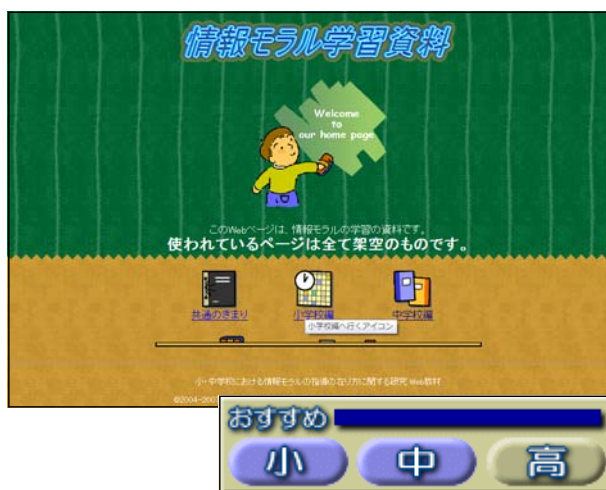 情報モラル学習資料
Welcome
to
our home page
このWebページは、情報モラルの学習の資料です。
使われているページは全て架空のものです。
共通のきまり
小学校編
中学校編
小学校編へ行くアイコン
小・中学校における情報モラルの指導の在り方に関する研究 Web教材
©2004-200
おすすめ
小
中
高